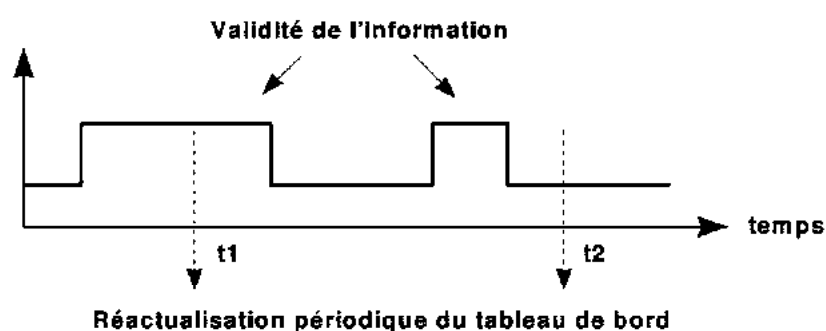 Validité de l'Information
temps
t1
t2
Réactualisation périodique du tableau de bord